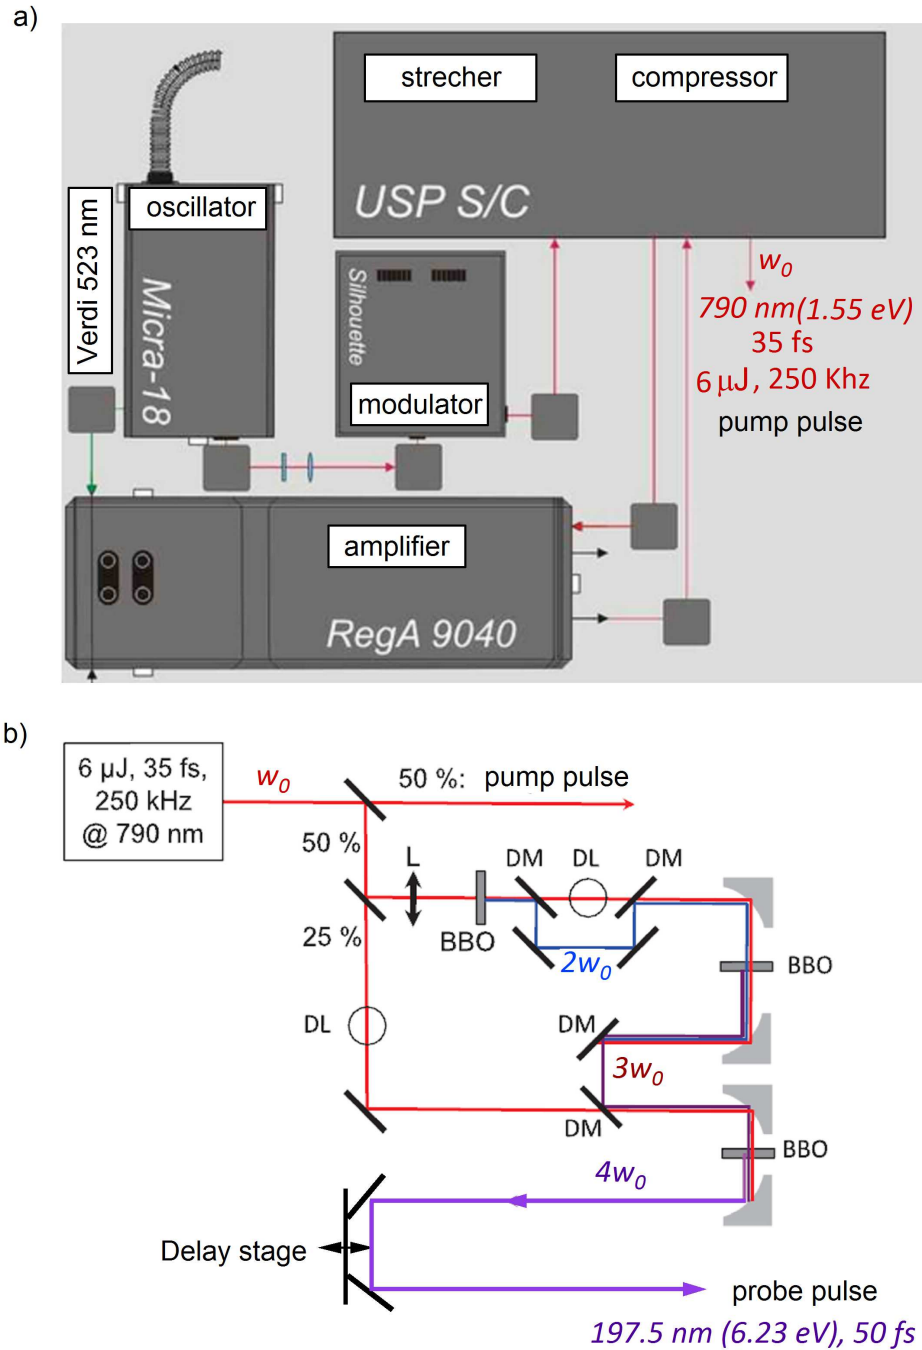 a)
strecher
compressor
USP S/C
oscillator
Verdi 523 nm
Micra-18
Silhouette
modulator
w0
790 nm(1.55 eV)
35 fs
6 µJ, 250 Khz
pump pulse
amplifier
RegA 9040
b)
6 µJ, 35 fs,
250 kHz
@ 790 nm
w0
50 %: pump pulse
50 %
L
DM
DL
DM
25 %
BBO
2w0
BBO
DL
DM
3w0
DM
BBO
4w0
Delay stage
probe pulse
197.5 nm (6.23 eV), 50 fs